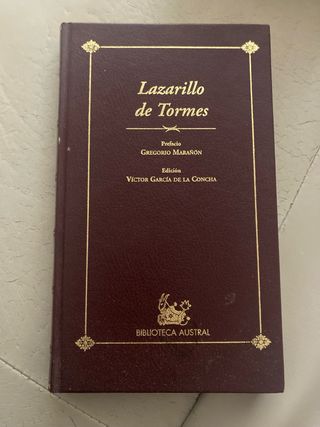 Lazarillo
de Tormes
Prefacio
GREGORIO MARAÑÓN
Edición
VÍCTOR GARCÍA DE LA CONCHA
BIBLIOTECA AUSTRAL